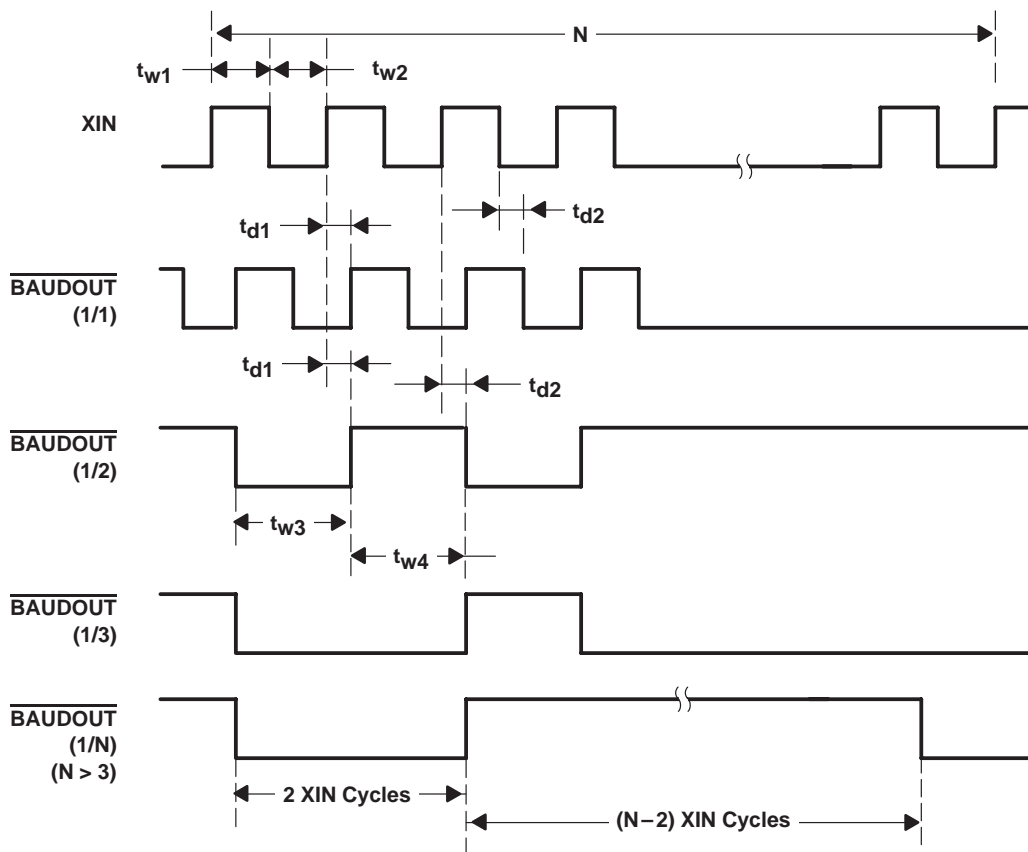 N
tw1
tw2
XIN
td1
td2
BAUDOUT
(1/1)
td1
td2
BAUDOUT
(1/2)
tw3
tw4
BAUDOUT
(1/3)
BAUDOUT
(1/N)
(N > 3)
2 XIN Cycles
(N−2) XIN Cycles